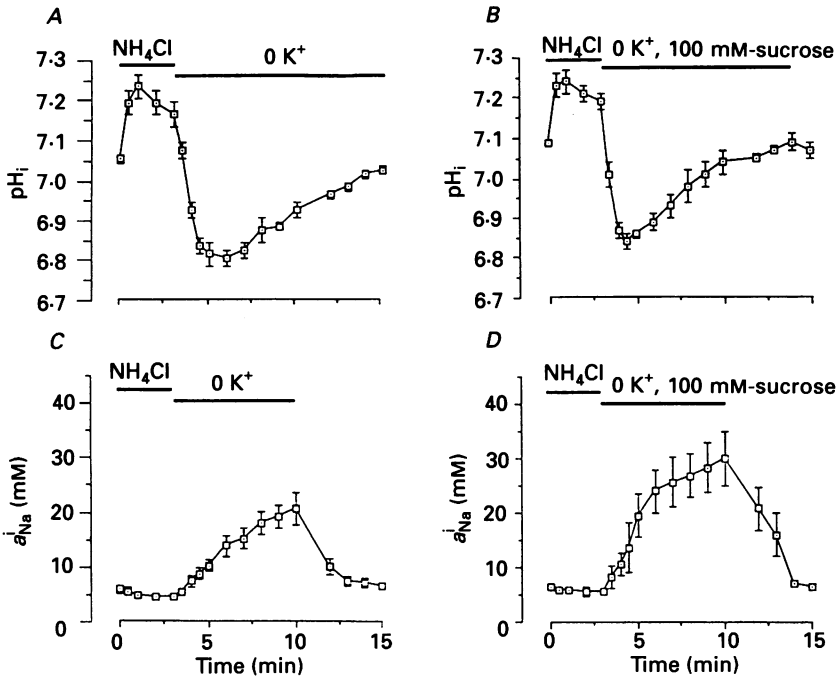 A
NH₄Cl
0 K⁺
7·3
7·2
7·1
7·0
6·9
6·8
6·7
pHᵢ
B
NH₄Cl
0 K⁺, 100 mM-sucrose
7·3
7·2
7·1
7·0
6·9
6·8
6·7
pHᵢ
C
NH₄Cl
0 K⁺
40
30
20
10
0
aⁱNa (mM)
0
5
10
15
Time (min)
D
NH₄Cl
0 K⁺, 100 mM-sucrose
40
30
20
10
0
aⁱNa (mM)
0
5
10
15
Time (min)